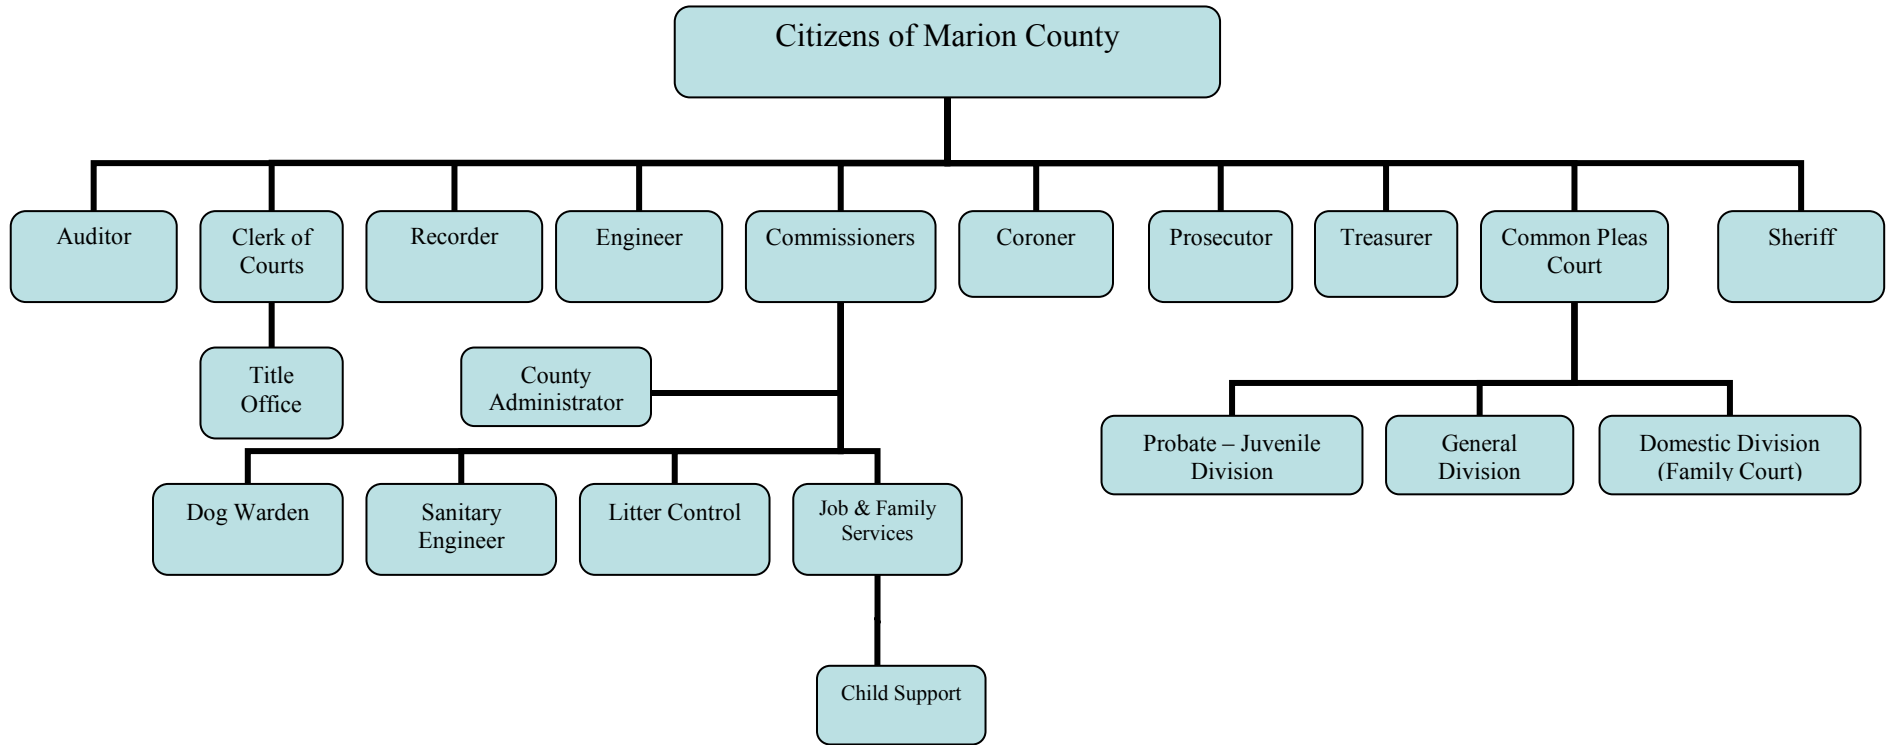 Citizens of Marion County
Auditor
Clerk of
Courts
Recorder
Engineer
Commissioners
Coroner
Prosecutor
Treasurer
Common Pleas
Court
Sheriff
Title
Office
County
Administrator
Probate – Juvenile
Division
General
Division
Domestic Division
(Family Court)
Dog Warden
Sanitary
Engineer
Litter Control
Job & Family
Services
Child Support